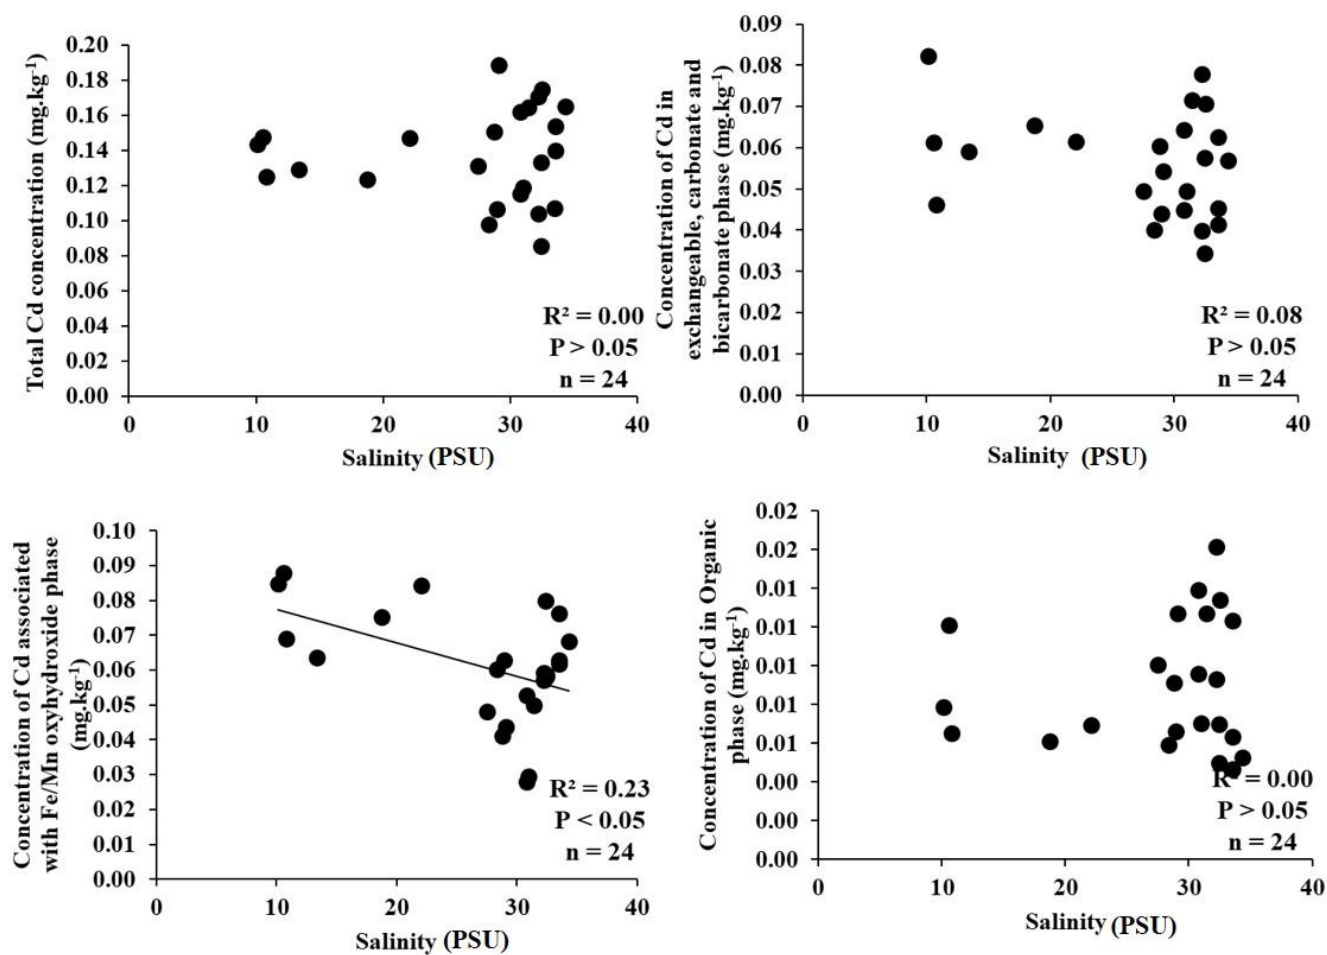 Total Cd concentration (mg.kg⁻¹)
0.20
0.18
0.16
0.14
0.12
0.10
0.08
0.06
0.04
0.02
0.00
0 10 20 30 40
Salinity (PSU)
R² = 0.00
P > 0.05
n = 24
Concentration of Cd in
exchangeable, carbonate and
bicarbonate phase (mg.kg⁻¹)
0.09
0.08
0.07
0.06
0.05
0.04
0.03
0.02
0.01
0.00
0 10 20 30 40
Salinity (PSU)
R² = 0.08
P > 0.05
n = 24
Concentration of Cd associated
with Fe/Mn oxyhydroxide phase
(mg.kg⁻¹)
0.10
0.09
0.08
0.07
0.06
0.05
0.04
0.03
0.02
0.01
0.00
0 10 20 30 40
Salinity (PSU)
R² = 0.23
P < 0.05
n = 24
Concentration of Cd in Organic
phase (mg.kg⁻¹)
0.02
0.02
0.01
0.01
0.01
0.01
0.01
0.00
0.00
0.00
0 10 20 30 40
Salinity (PSU)
R² = 0.00
P > 0.05
n = 24